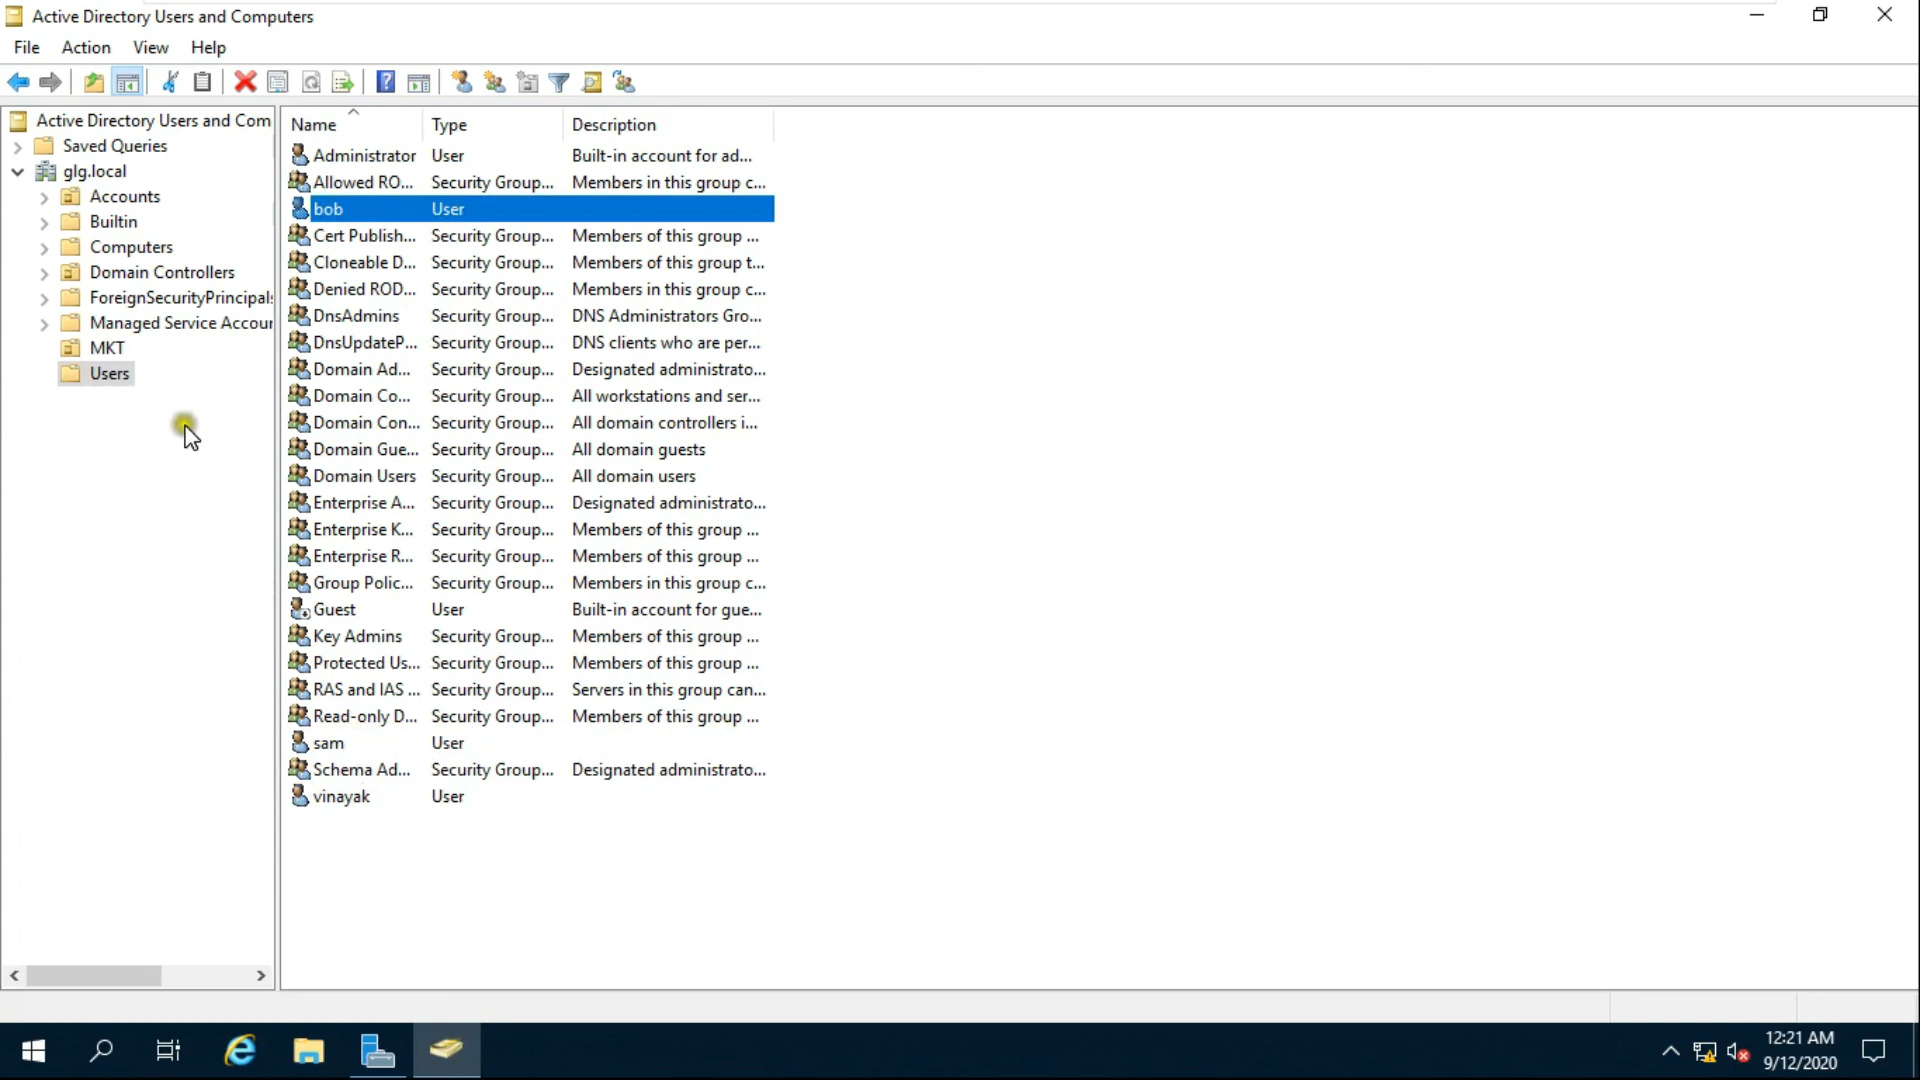 Active Directory Users and Computers
File Action View Help
Active Directory Users and Com
Saved Queries
glg.local
Accounts
Builtin
Computers
Domain Controllers
ForeignSecurityPrincipals
Managed Service Accour
MKT
Users
Name Type Description
Administrator User Built-in account for ad...
Allowed RO... Security Group... Members in this group c...
bob User
Cert Publish... Security Group... Members of this group ...
Cloneable D... Security Group... Members of this group t...
Denied ROD... Security Group... Members in this group c...
DnsAdmins Security Group... DNS Administrators Gro...
DnsUpdateP... Security Group... DNS clients who are per...
Domain Ad... Security Group... Designated administrato...
Domain Co... Security Group... All workstations and ser...
Domain Con... Security Group... All domain controllers i...
Domain Gue... Security Group... All domain guests
Domain Users Security Group... All domain users
Enterprise A... Security Group... Designated administrato...
Enterprise K... Security Group... Members of this group ...
Enterprise R... Security Group... Members of this group ...
Group Polic... Security Group... Members in this group c...
Guest User Built-in account for gue...
Key Admins Security Group... Members of this group ...
Protected Us... Security Group... Members of this group ...
RAS and IAS ... Security Group... Servers in this group can...
Read-only D... Security Group... Members of this group ...
sam User
Schema Ad... Security Group... Designated administrato...
vinayak User
12:21 AM
9/12/2020